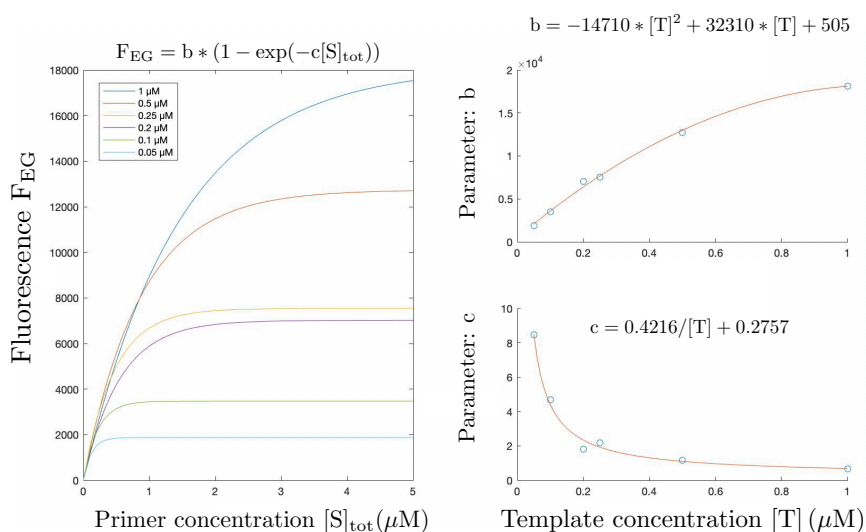 F_EG = b ∗ (1 − exp(−c[S]_tot))
18000
16000
14000
12000
10000
8000
6000
4000
2000
0
1 μM
0.5 μM
0.25 μM
0.2 μM
0.1 μM
0.05 μM
Fluorescence F_EG
0 1 2 3 4 5
Primer concentration [S]_tot(μM)
b = −14710 ∗ [T]² + 32310 ∗ [T] + 505
×10⁴
2
1.5
1
0.5
0
Parameter: b
0 0.2 0.4 0.6 0.8 1
c = 0.4216/[T] + 0.2757
10
8
6
4
2
0
Parameter: c
0 0.2 0.4 0.6 0.8 1
Template concentration [T] (μM)